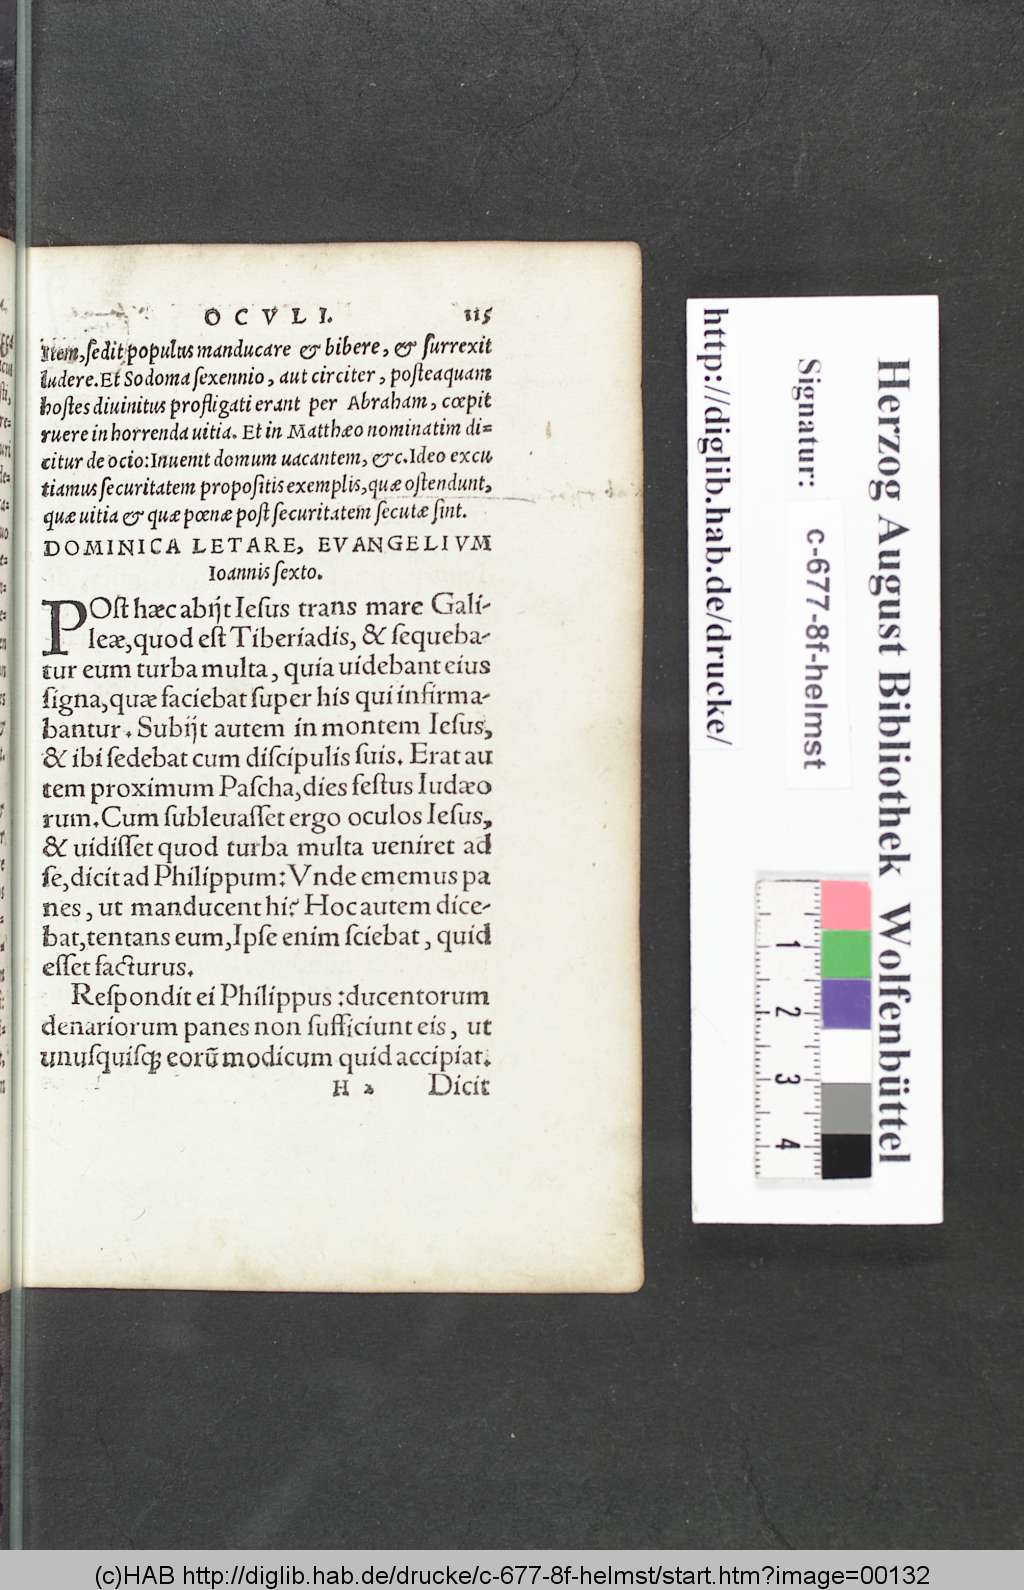 OCVLI. 115
item, ſedit populus manducare & bibere, & ſurrexit
ludere. Et Sodoma ſexennio, aut circiter, poſteaquam
hoſtes diuinitus profligati erant per Abraham, cœpit
ruere in horrenda uitia. Et in Matthæo nominatim di=
citur de ocio: Inuenit domum uacantem, &c. Ideo excu
tiamus ſecuritatem propoſitis exemplis, quæ oſtendunt,
quæ uitia & quæ pœnæ poſt ſecuritatem ſecutæ ſint.
DOMINICA LETARE, EVANGELIVM
Ioannis ſexto.
POſt hæc abijt Ieſus trans mare Gali-
leæ, quod eſt Tiberiadis, & ſequeba-
tur eum turba multa, quia uidebant eius
ſigna, quæ faciebat ſuper his qui infirma-
bantur. Subijt autem in montem Ieſus,
& ibi ſedebat cum diſcipulis ſuis. Erat au
tem proximum Paſcha, dies feſtus Iudæo
rum. Cum ſubleuaſſet ergo oculos Ieſus,
& uidiſſet quod turba multa ueniret ad
ſe, dicit ad Philippum: Vnde ememus pa
nes, ut manducent hi? Hoc autem dice-
bat, tentans eum, Ipſe enim ſciebat, quid
eſſet facturus.
Reſpondit ei Philippus: ducentorum
denariorum panes non ſufficiunt eis, ut
unuſquiſq; eorū modicum quid accipiat.
H 2 Dicit
Herzog August Bibliothek Wolfenbüttel
Signatur: c-677-8f-helmst
http://diglib.hab.de/drucke/
1
2
3
4
(c)HAB http://diglib.hab.de/drucke/c-677-8f-helmst/start.htm?image=00132